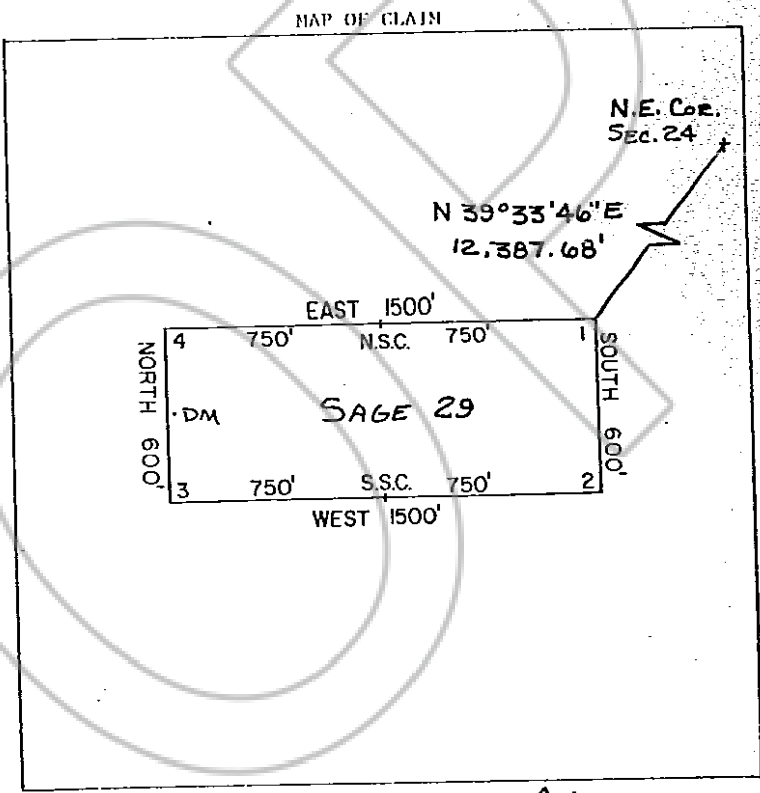 MAP OF CLAIM
N.E. COR.
SEC. 24
N 39°33'46"E
12,387.68'
EAST 1500'
4 750' N.S.C. 750' 1
NORTH 600'
SOUTH 600'
·DM
SAGE 29
3 750' S.S.C. 750' 2
WEST 1500'